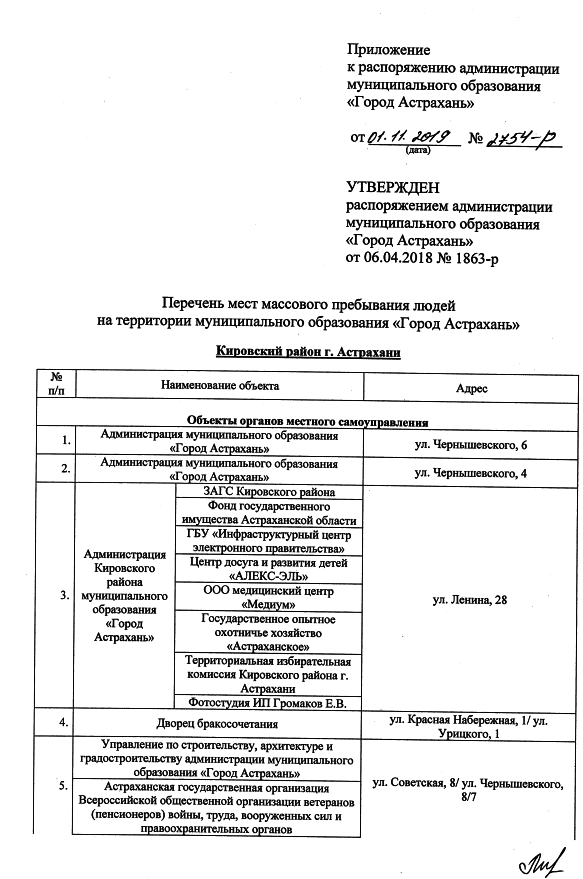 Приложение
к распоряжению администрации
муниципального образования
«Город Астрахань»
от 01.11.2019 № 2754-р
(дата)
УТВЕРЖДЕН
распоряжением администрации
муниципального образования
«Город Астрахань»
от 06.04.2018 № 1863-р
Перечень мест массового пребывания людей
на территории муниципального образования «Город Астрахань»
Кировский район г. Астрахани
№
п/п
Наименование объекта
Адрес
Объекты органов местного самоуправления
1.
Администрация муниципального образования
«Город Астрахань»
ул. Чернышевского, 6
2.
Администрация муниципального образования
«Город Астрахань»
ул. Чернышевского, 4
3.
Администрация
Кировского
района
муниципального
образования
«Город
Астрахань»
ЗАГС Кировского района
Фонд государственного
имущества Астраханской области
ГБУ «Инфраструктурный центр
электронного правительства»
Центр досуга и развития детей
«АЛЕКС-ЭЛЬ»
ООО медицинский центр
«Медиум»
Государственное опытное
охотничье хозяйство
«Астраханское»
Территориальная избирательная
комиссия Кировского района г.
Астрахани
Фотостудия ИП Громаков Е.В.
ул. Ленина, 28
4.
Дворец бракосочетания
ул. Красная Набережная, 1/ ул.
Урицкого, 1
5.
Управление по строительству, архитектуре и
градостроительству администрации муниципального
образования «Город Астрахань»
Астраханская государственная организация
Всероссийской общественной организации ветеранов
(пенсионеров) войны, труда, вооруженных сил и
правоохранительных органов
ул. Советская, 8/ ул. Чернышевского,
8/7